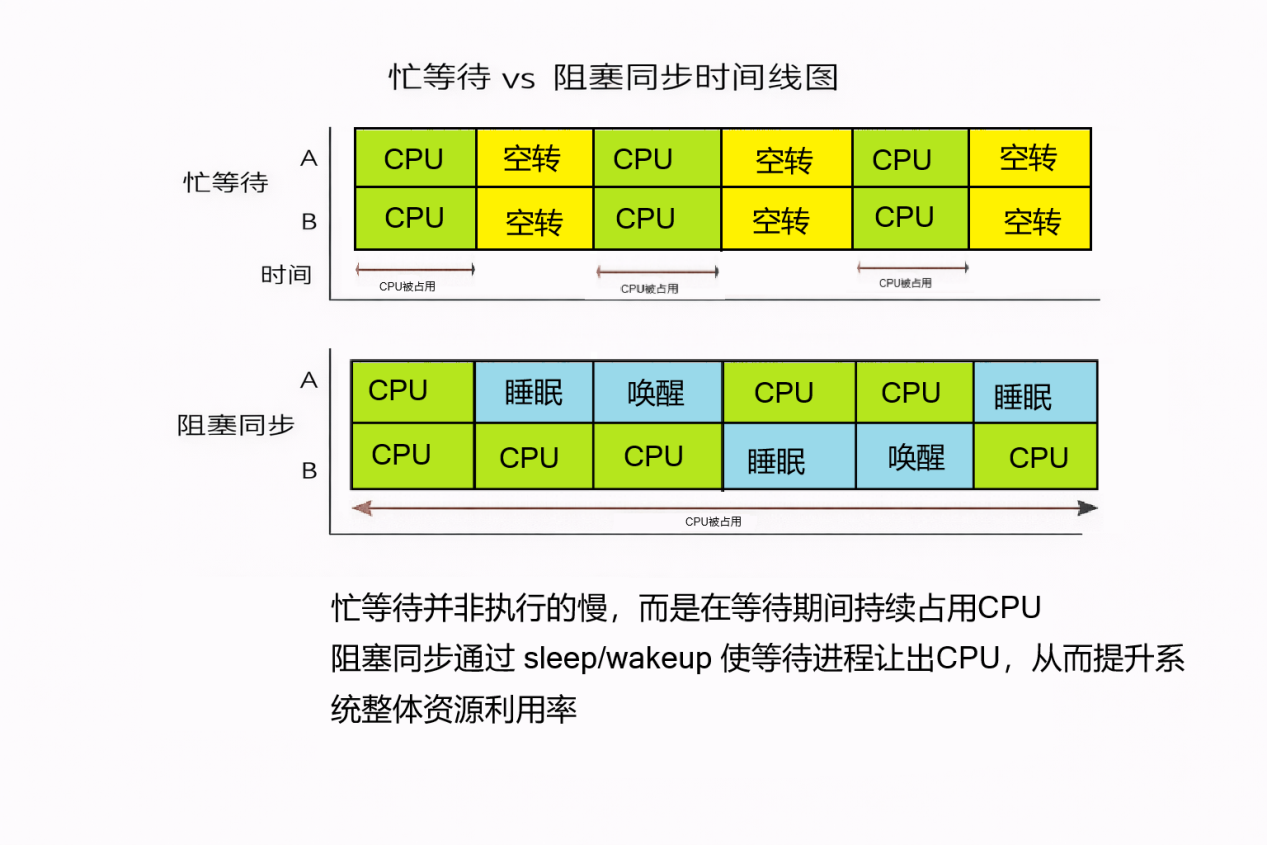 忙等待 vs 阻塞同步时间线图
忙等待
A CPU 空转 CPU 空转 CPU 空转
B CPU 空转 CPU 空转 CPU 空转
时间
CPU被占用 CPU被占用 CPU被占用
阻塞同步
A CPU 睡眠 唤醒 CPU CPU 睡眠
B CPU CPU CPU 睡眠 唤醒 CPU
CPU被占用
忙等待并非执行的慢，而是在等待期间持续占用CPU
阻塞同步通过 sleep/wakeup 使等待进程让出CPU，从而提升系
统整体资源利用率